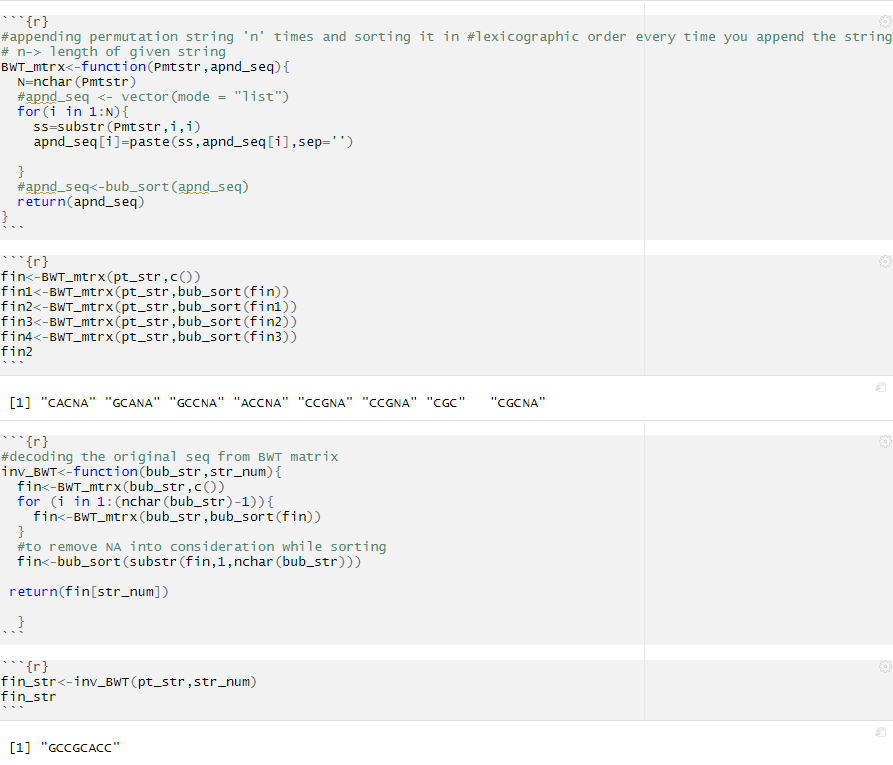 ```{r}
#appending permutation string 'n' times and sorting it in #lexicographic order every time you append the string
# n-> length of given string
BWT_mtrx<-function(Pmtstr,apnd_seq){
  N=nchar(Pmtstr)
  #apnd_seq <- vector(mode = "list")
  for(i in 1:N){
    ss=substr(Pmtstr,i,i)
    apnd_seq[i]=paste(ss,apnd_seq[i],sep='')
  }
  #apnd_seq<-bub_sort(apnd_seq)
  return(apnd_seq)
}
```
```{r}
fin<-BWT_mtrx(pt_str,c())
fin1<-BWT_mtrx(pt_str,bub_sort(fin))
fin2<-BWT_mtrx(pt_str,bub_sort(fin1))
fin3<-BWT_mtrx(pt_str,bub_sort(fin2))
fin4<-BWT_mtrx(pt_str,bub_sort(fin3))
fin2
```
[1] "CACNA" "GCANA" "GCCNA" "ACCNA" "CCGNA" "CCGNA" "CGC"   "CGCNA"
```{r}
#decoding the original seq from BWT matrix
inv_BWT<-function(bub_str,str_num){
  fin<-BWT_mtrx(bub_str,c())
  for (i in 1:(nchar(bub_str)-1)){
    fin<-BWT_mtrx(bub_str,bub_sort(fin))
  }
  #to remove NA into consideration while sorting
  fin<-bub_sort(substr(fin,1,nchar(bub_str)))
 return(fin[str_num])
  }
```
```{r}
fin_str<-inv_BWT(pt_str,str_num)
fin_str
```
[1] "GCCGCACC"